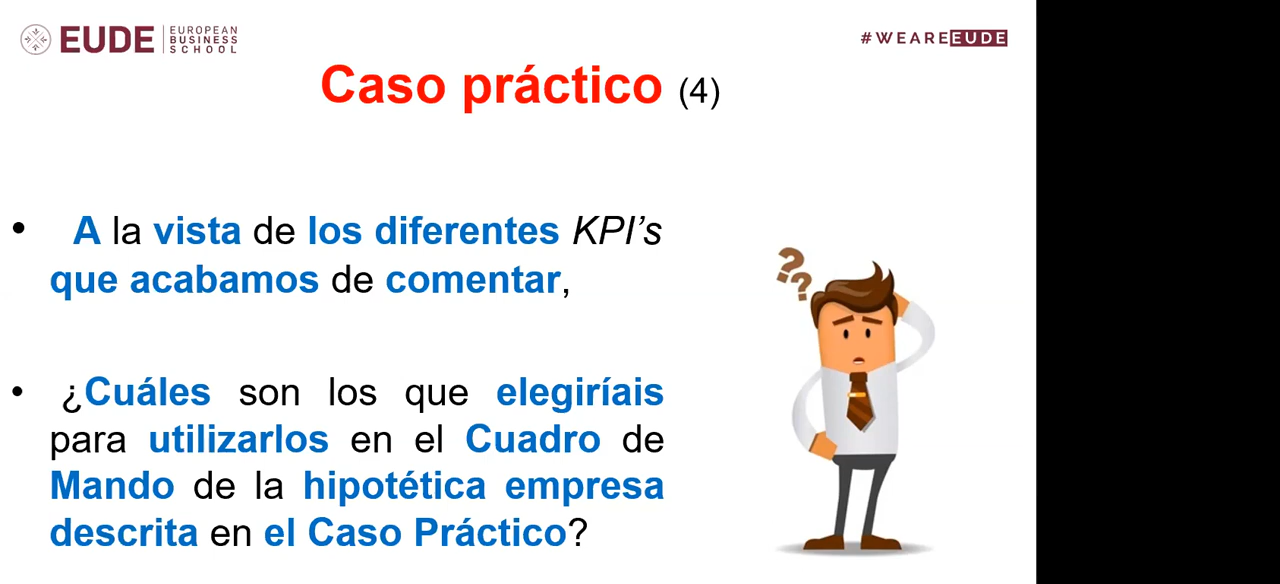 EUDE EUROPEAN
BUSINESS
SCHOOL
#WEAREEUDE
Caso práctico (4)
• A la vista de los diferentes KPI’s
que acabamos de comentar,
• ¿Cuáles son los que elegiríais
para utilizarlos en el Cuadro de
Mando de la hipotética empresa
descrita en el Caso Práctico?
??